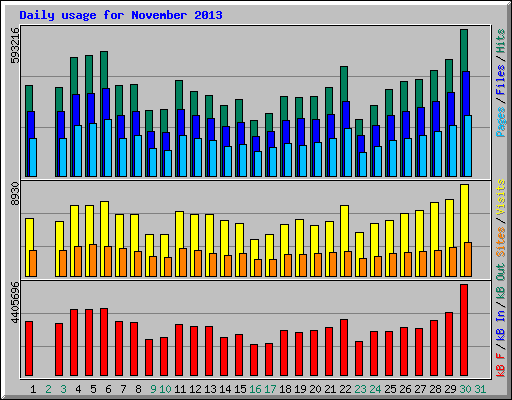 Daily usage for November 2013
593216
Pages / Files / Hits
8930
Sites / Visits
4405696
kB F / kB In / kB Out
1 2 3 4 5 6 7 8 9 10 11 12 13 14 15 16 17 18 19 20 21 22 23 24 25 26 27 28 29 30 31